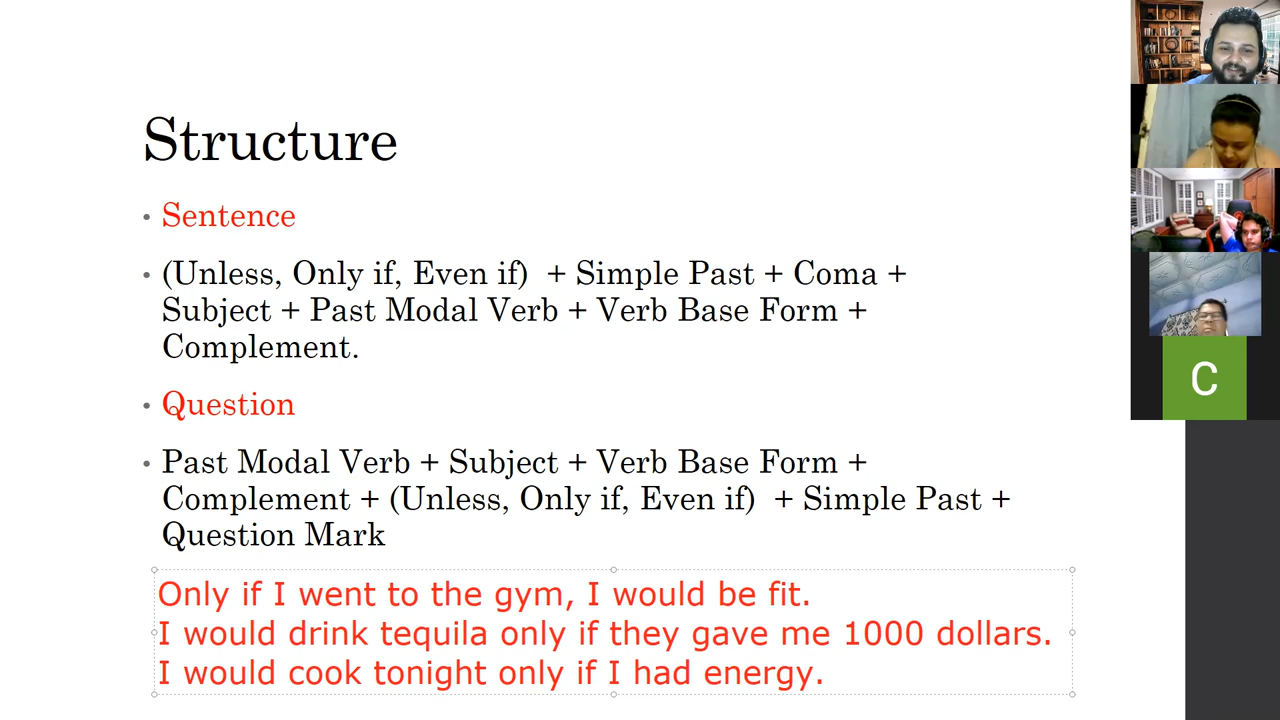 Structure
• Sentence
• (Unless, Only if, Even if) + Simple Past + Coma +
Subject + Past Modal Verb + Verb Base Form +
Complement.
• Question
• Past Modal Verb + Subject + Verb Base Form +
Complement + (Unless, Only if, Even if) + Simple Past +
Question Mark
Only if I went to the gym, I would be fit.
I would drink tequila only if they gave me 1000 dollars.
I would cook tonight only if I had energy.
C